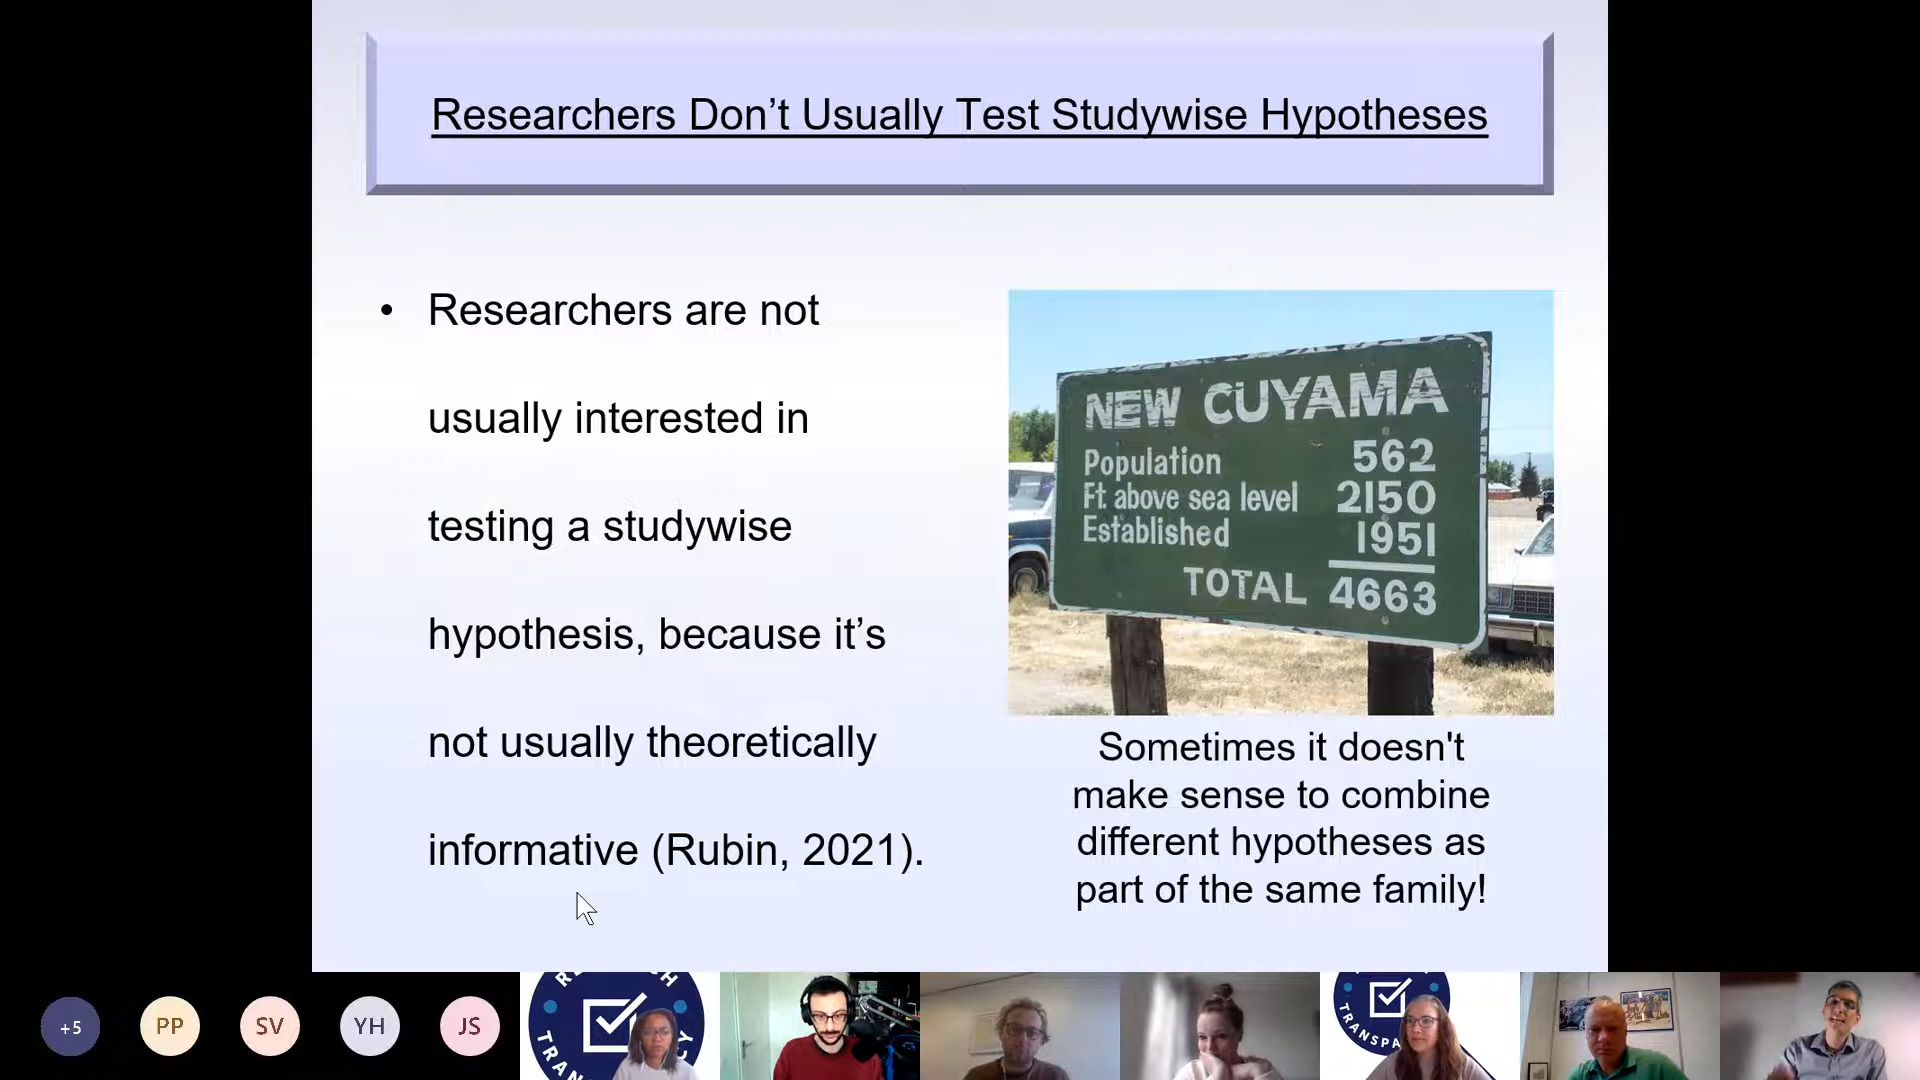 Researchers Don’t Usually Test Studywise Hypotheses
• Researchers are not
usually interested in
testing a studywise
hypothesis, because it’s
not usually theoretically
informative (Rubin, 2021).
NEW CUYAMA
Population 562
Ft. above sea level 2150
Established 1951
TOTAL 4663
Sometimes it doesn't
make sense to combine
different hypotheses as
part of the same family!
+5
PP
SV
YH
JS